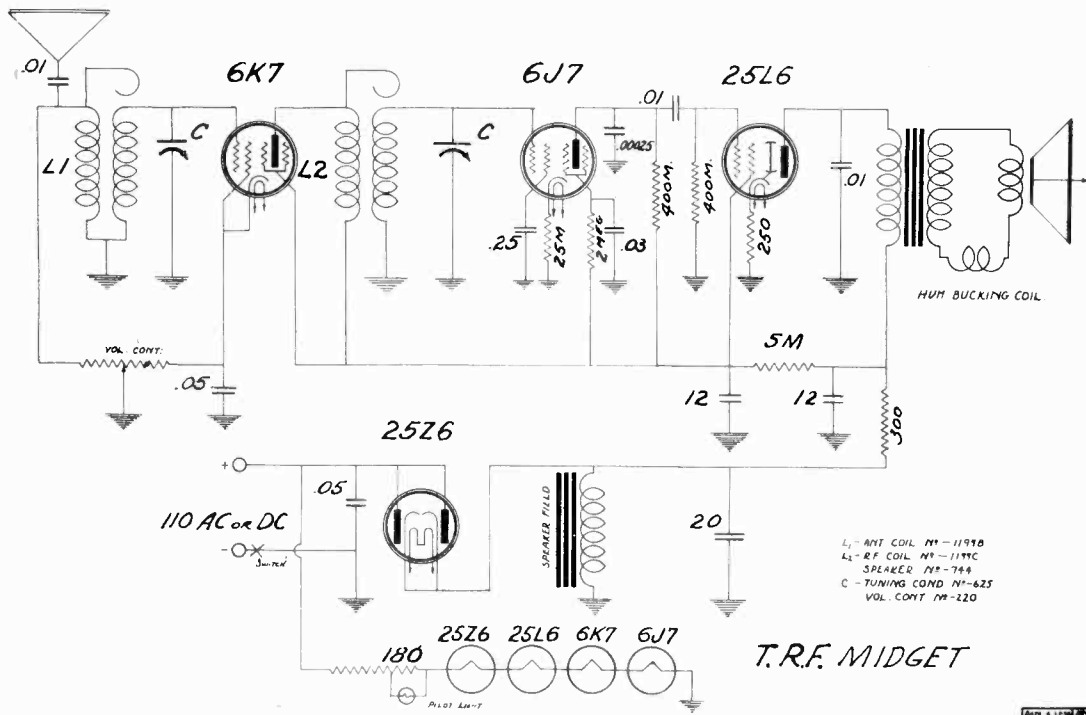 6K7
6J7
25L6
.01
.01
C
C
.00025
L1
L2
400M.
400M.
.01
.25
25M
2 MEG
.03
250
HUM BUCKING COIL.
VOL. CONT.
5M
.05
12
12
300
25Z6
+
.05
110 AC OR DC
-
SWITCH
SPEAKER FIELD
20
L1 - ANT COIL Nº - 1199B
L2 - R.F. COIL Nº - 1199C
SPEAKER Nº - 744
C - TUNING COND Nº - 625
VOL. CONT Nº - 220
25Z6 25L6 6K7 6J7
180
PILOT LIGHT
T.R.F. MIDGET